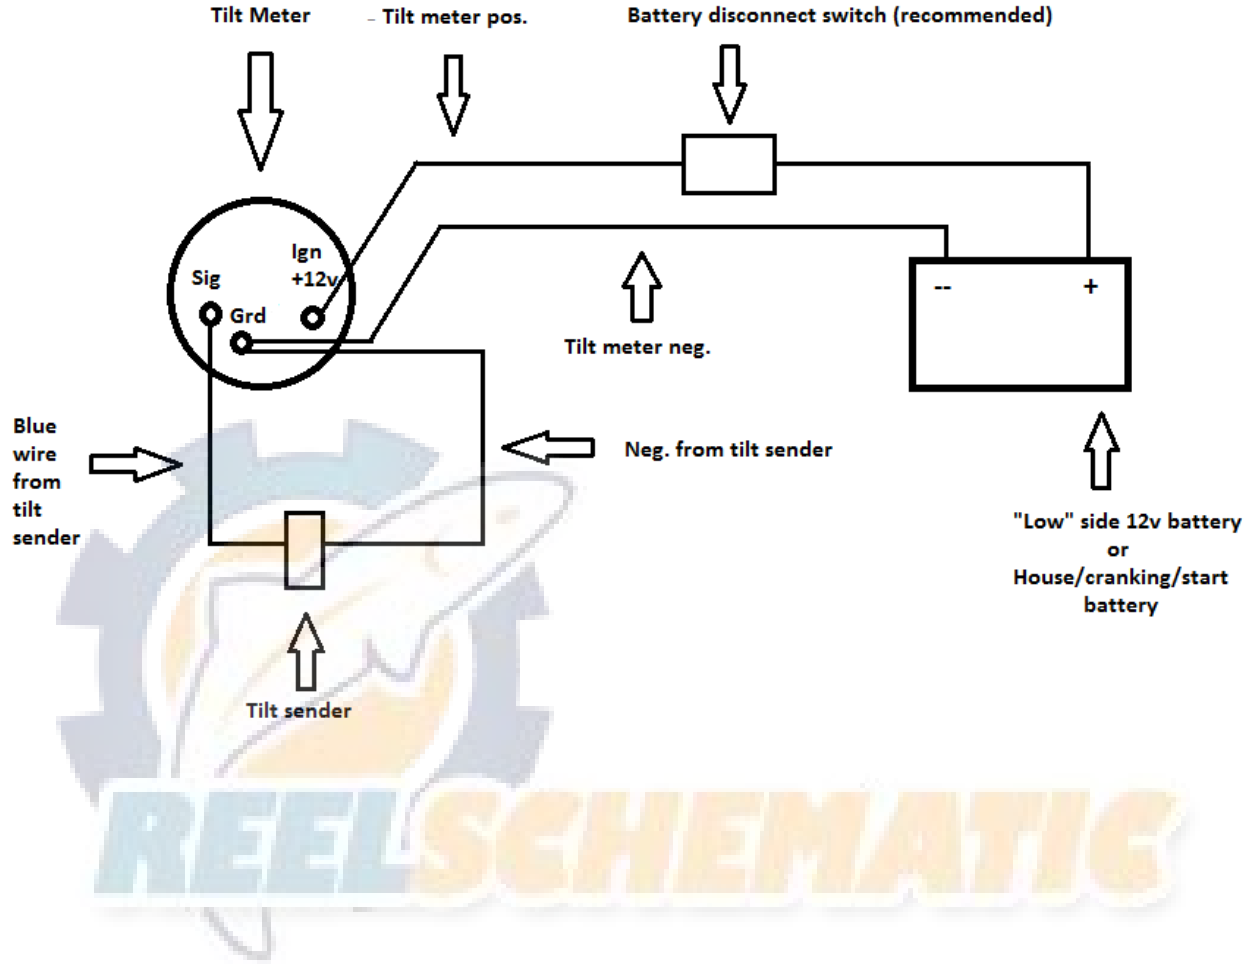 Tilt Meter
Tilt meter pos.
Battery disconnect switch (recommended)
Ign
+12v
Sig
Grd
--
+
Tilt meter neg.
Blue
wire
from
tilt
sender
Neg. from tilt sender
"Low" side 12v battery
or
House/cranking/start
battery
Tilt sender
REELSCHEMATIC